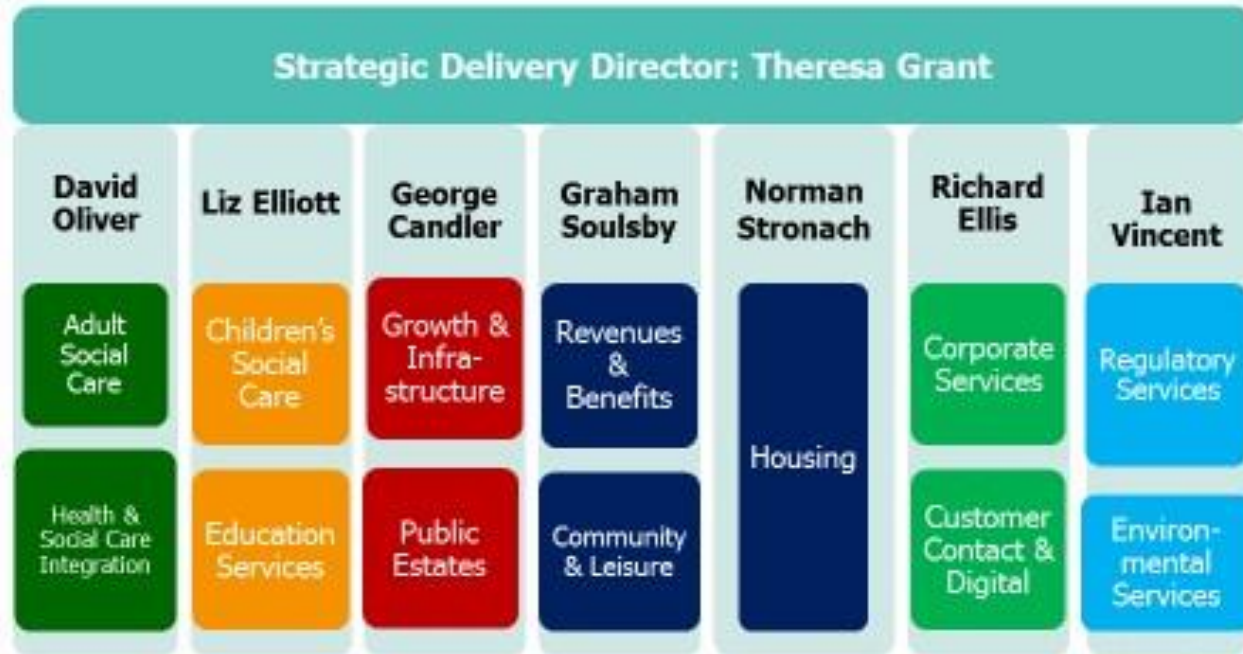 Strategic Delivery Director: Theresa Grant
David
Oliver
Adult
Social
Care
Health &
Social Care
Integration
Liz Elliott
Children's
Social
Care
Education
Services
George
Candler
Growth &
Infra-
structure
Public
Estates
Graham
Soulsby
Revenues
&
Benefits
Community
& Leisure
Norman
Stronach
Housing
Richard
Ellis
Corporate
Services
Customer
Contact &
Digital
Ian
Vincent
Regulatory
Services
Environ-
mental
Services